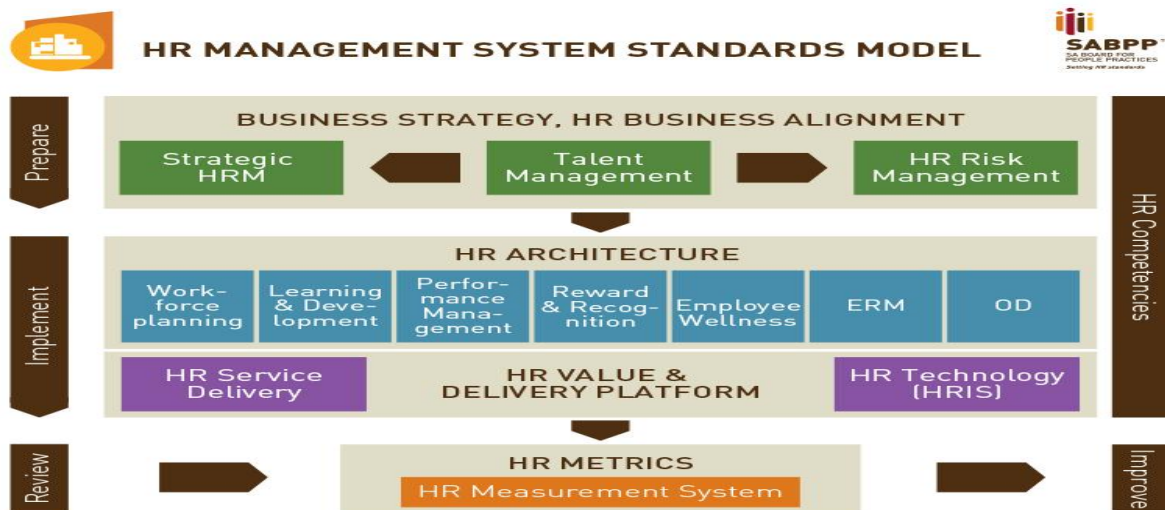 HR MANAGEMENT SYSTEM STANDARDS MODEL
SABPP
SA BOARD FOR
PEOPLE PRACTICES
Setting HR standards
Prepare
BUSINESS STRATEGY, HR BUSINESS ALIGNMENT
Strategic
HRM
Talent
Management
HR Risk
Management
HR Competencies
Implement
HR ARCHITECTURE
Work-
force
planning
Learning
& Deve-
lopment
Perfor-
mance
Mana-
gement
Reward
& Recog-
nition
Employee
Wellness
ERM
OD
HR Service
Delivery
HR VALUE &
DELIVERY PLATFORM
HR Technology
(HRIS)
Review
HR METRICS
HR Measurement System
Improve